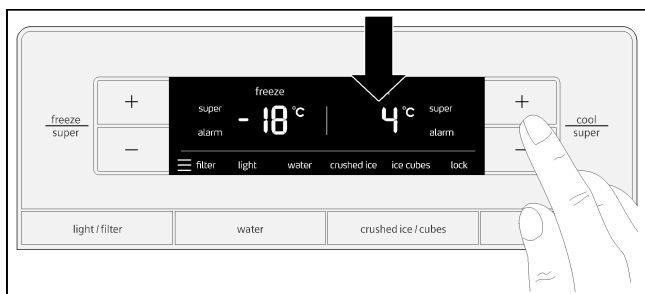 freeze
super
+
−
freeze
super
alarm
- 18 °C
4 °C
super
alarm
filter light water crushed ice ice cubes lock
+
−
cool
super
light / filter
water
crushed ice / cubes